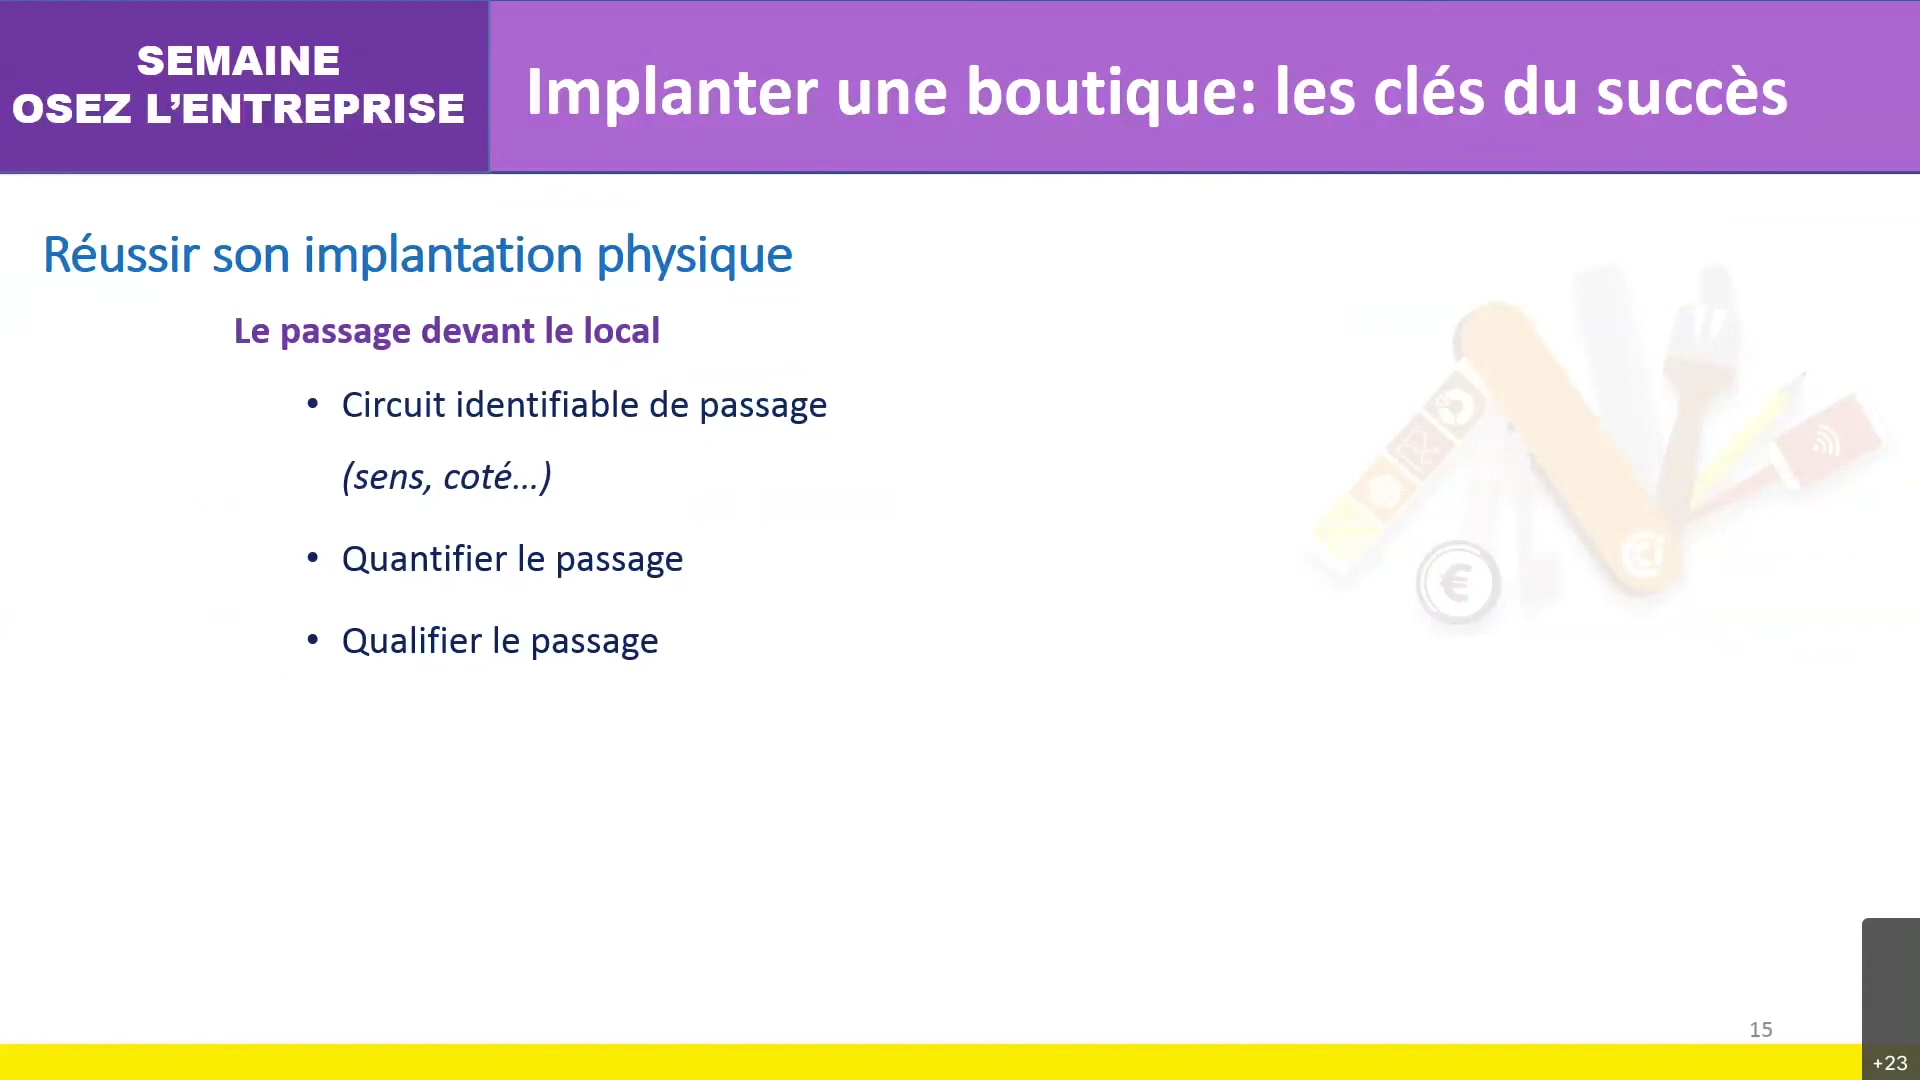 SEMAINE
OSEZ L’ENTREPRISE
Implanter une boutique: les clés du succès
Réussir son implantation physique
Le passage devant le local
• Circuit identifiable de passage
(sens, coté...)
• Quantifier le passage
• Qualifier le passage
€
CCi
15
+23